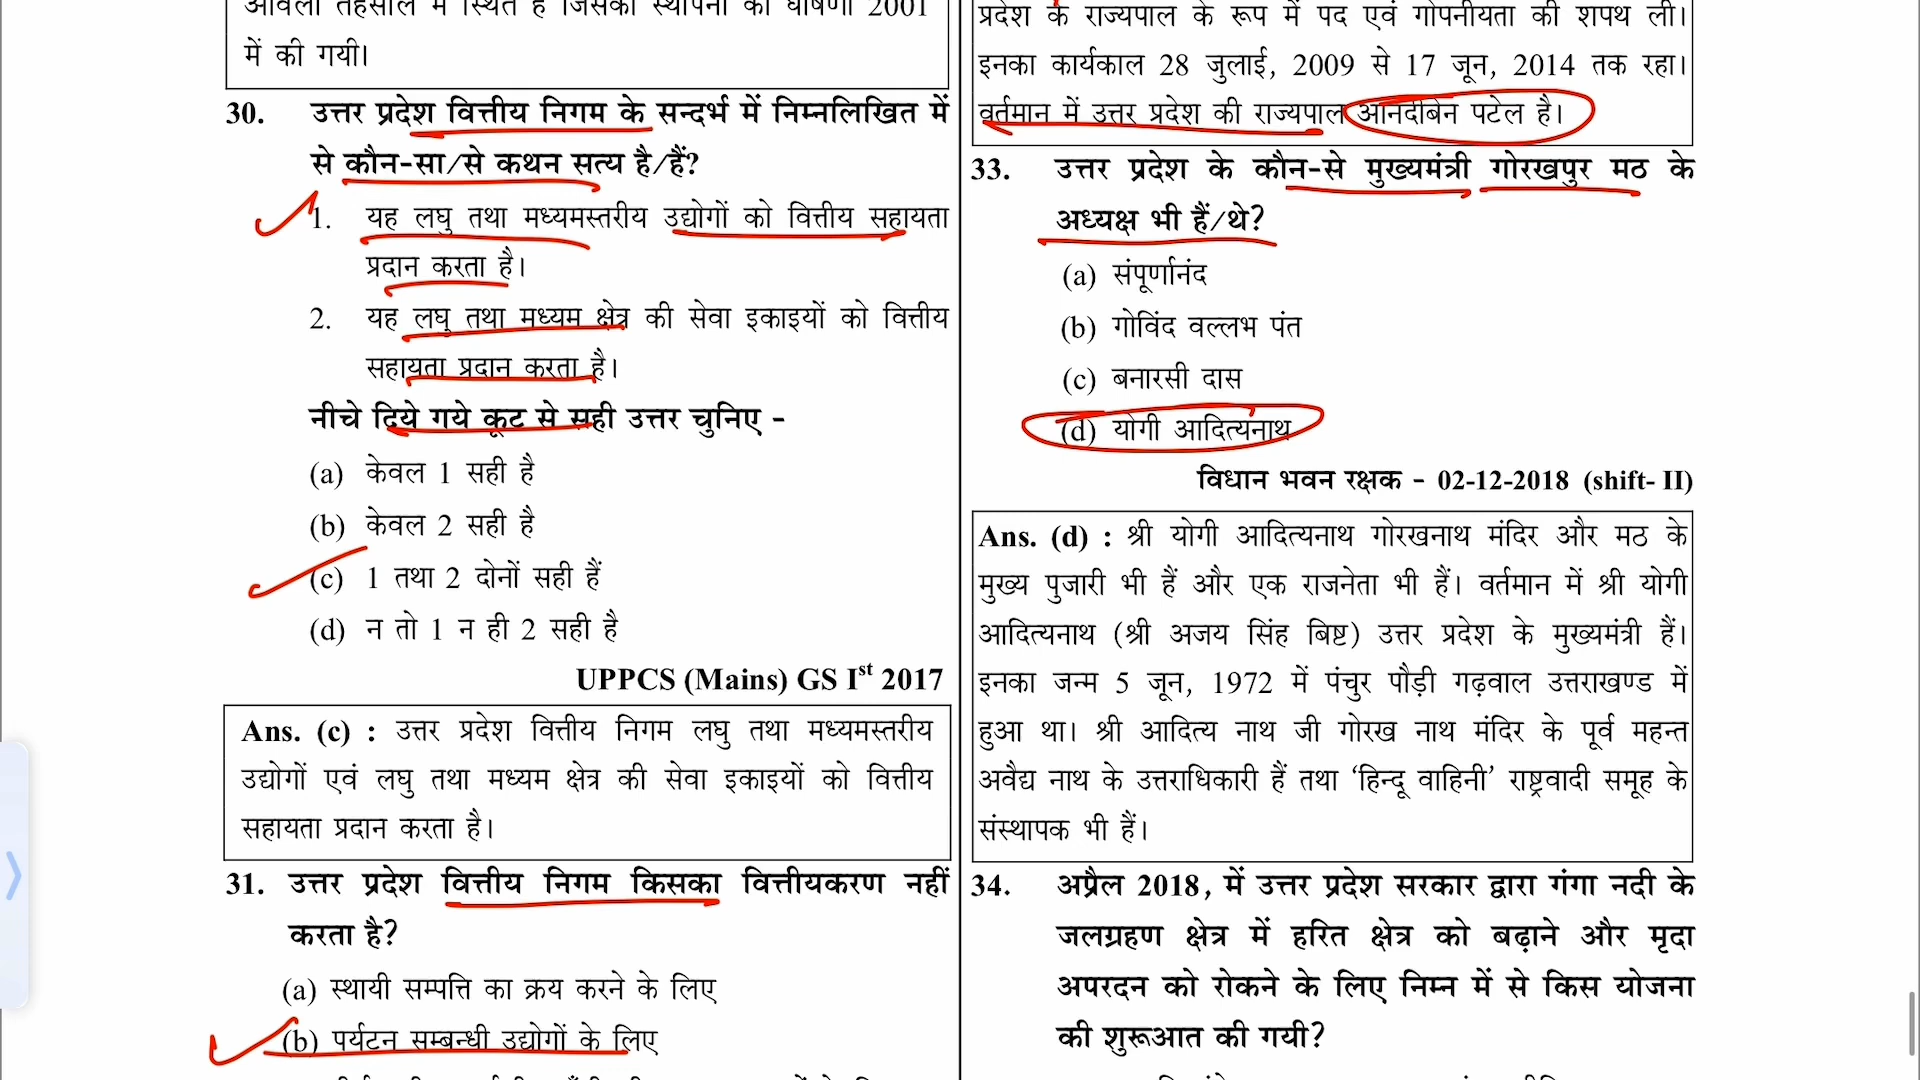 आंवला तहसील में स्थित है जिसकी स्थापना की घोषणा 2001
में की गयी।
30. उत्तर प्रदेश वित्तीय निगम के सन्दर्भ में निम्नलिखित में
से कौन-सा/से कथन सत्य है/हैं?
1. यह लघु तथा मध्यमस्तरीय उद्योगों को वित्तीय सहायता
प्रदान करता है।
2. यह लघु तथा मध्यम क्षेत्र की सेवा इकाइयों को वित्तीय
सहायता प्रदान करता है।
नीचे दिये गये कूट से सही उत्तर चुनिए -
(a) केवल 1 सही है
(b) केवल 2 सही है
(c) 1 तथा 2 दोनों सही हैं
(d) न तो 1 न ही 2 सही है
UPPCS (Mains) GS Ist 2017
Ans. (c) : उत्तर प्रदेश वित्तीय निगम लघु तथा मध्यमस्तरीय
उद्योगों एवं लघु तथा मध्यम क्षेत्र की सेवा इकाइयों को वित्तीय
सहायता प्रदान करता है।
31. उत्तर प्रदेश वित्तीय निगम किसका वित्तीयकरण नहीं
करता है?
(a) स्थायी सम्पत्ति का क्रय करने के लिए
(b) पर्यटन सम्बन्धी उद्योगों के लिए
प्रदेश के राज्यपाल के रूप में पद एवं गोपनीयता की शपथ ली।
इनका कार्यकाल 28 जुलाई, 2009 से 17 जून, 2014 तक रहा।
वर्तमान में उत्तर प्रदेश की राज्यपाल आनंदीबेन पटेल है।
33. उत्तर प्रदेश के कौन-से मुख्यमंत्री गोरखपुर मठ के
अध्यक्ष भी हैं/थे?
(a) संपूर्णानंद
(b) गोविंद वल्लभ पंत
(c) बनारसी दास
(d) योगी आदित्यनाथ
विधान भवन रक्षक - 02-12-2018 (shift- II)
Ans. (d) : श्री योगी आदित्यनाथ गोरखनाथ मंदिर और मठ के
मुख्य पुजारी भी हैं और एक राजनेता भी हैं। वर्तमान में श्री योगी
आदित्यनाथ (श्री अजय सिंह बिष्ट) उत्तर प्रदेश के मुख्यमंत्री हैं।
इनका जन्म 5 जून, 1972 में पंचुर पौड़ी गढ़वाल उत्तराखण्ड में
हुआ था। श्री आदित्य नाथ जी गोरख नाथ मंदिर के पूर्व महन्त
अवैद्य नाथ के उत्तराधिकारी हैं तथा ‘हिन्दू वाहिनी’ राष्ट्रवादी समूह के
संस्थापक भी हैं।
34. अप्रैल 2018, में उत्तर प्रदेश सरकार द्वारा गंगा नदी के
जलग्रहण क्षेत्र में हरित क्षेत्र को बढ़ाने और मृदा
अपरदन को रोकने के लिए निम्न में से किस योजना
की शुरूआत की गयी?